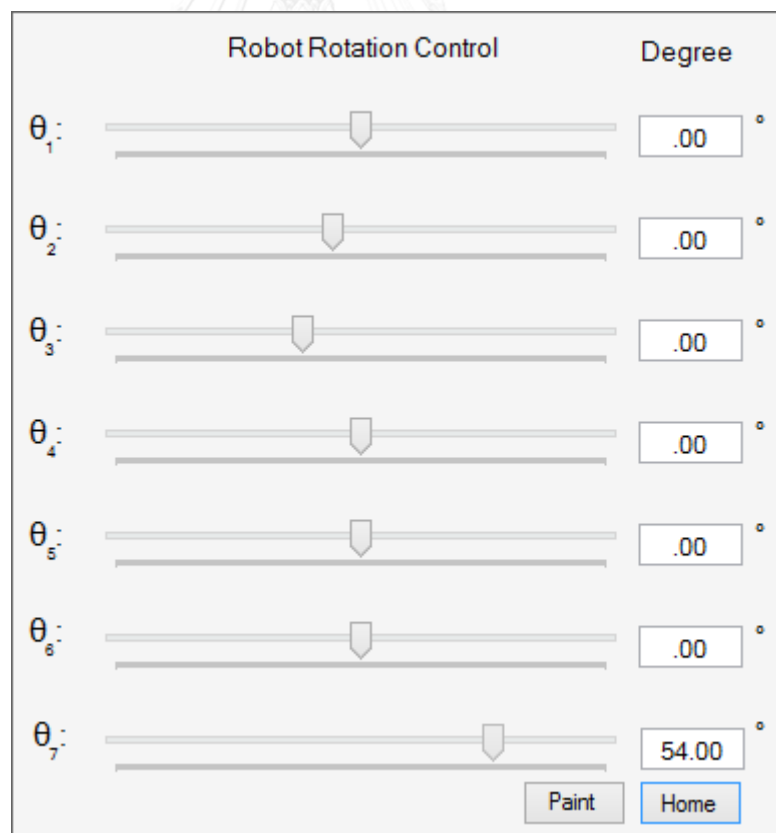 Robot Rotation Control Degree
θ₁: .00 °
θ₂: .00 °
θ₃: .00 °
θ₄: .00 °
θ₅: .00 °
θ₆: .00 °
θ₇: 54.00 °
Paint Home